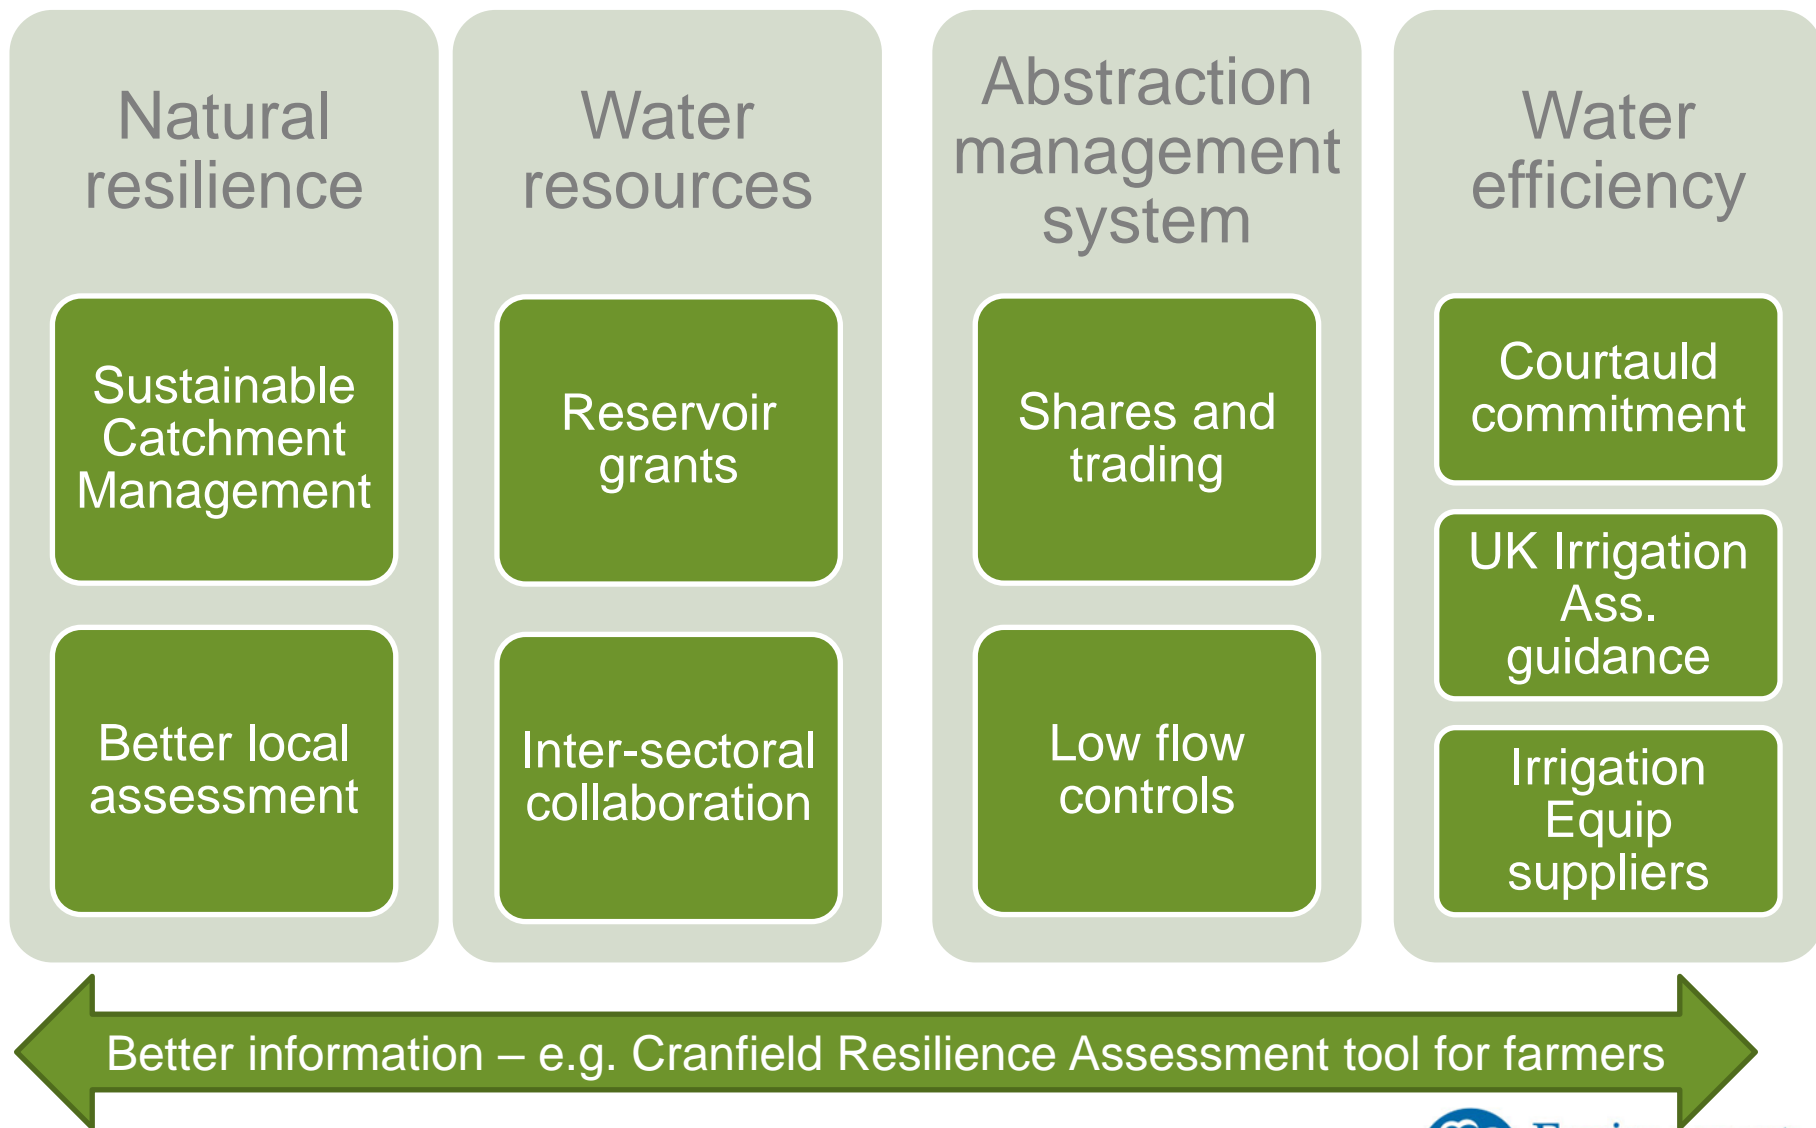 Natural
resilience
Sustainable
Catchment
Management
Better local
assessment
Water
resources
Reservoir
grants
Inter-sectoral
collaboration
Abstraction
management
system
Shares and
trading
Low flow
controls
Water
efficiency
Courtauld
commitment
UK Irrigation
Ass.
guidance
Irrigation
Equip
suppliers
Better information – e.g. Cranfield Resilience Assessment tool for farmers